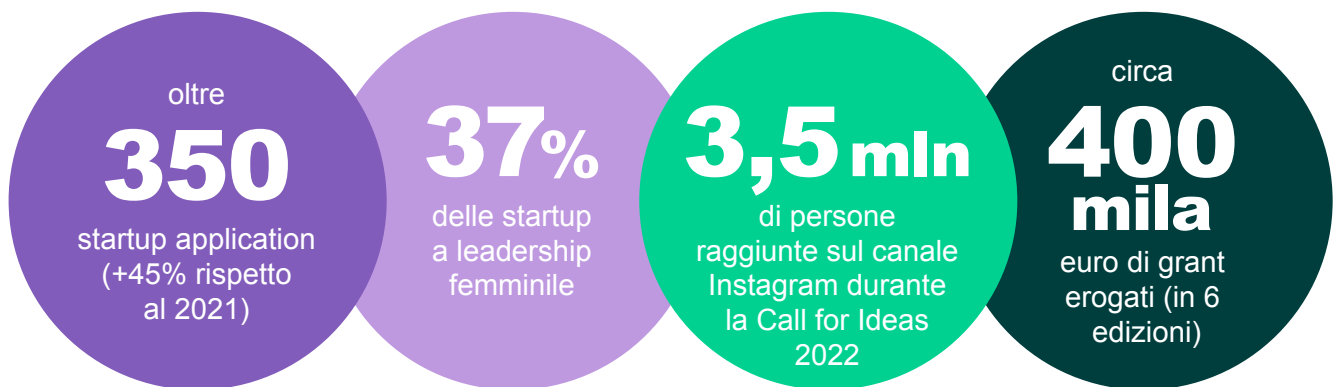 oltre
350
startup application
(+45% rispetto
al 2021)
37%
delle startup
a leadership
femminile
3,5 mln
di persone
raggiunte sul canale
Instagram durante
la Call for Ideas
2022
circa
400
mila
euro di grant
erogati (in 6
edizioni)